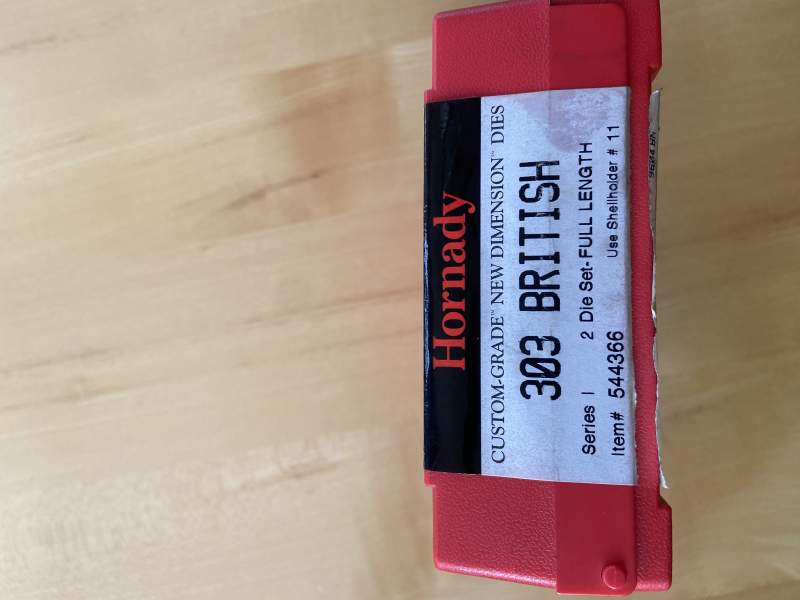 Hornady
CUSTOM-GRADE™ NEW DIMENSION™ DIES
303 BRITISH
Series I 2 Die Set- FULL LENGTH
Item# 544366 Use Shellholder # 11